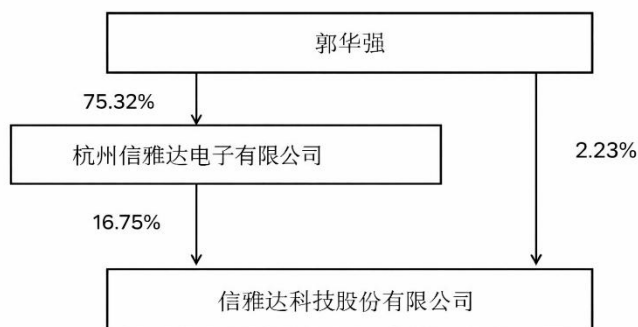 郭华强
75.32%
杭州信雅达电子有限公司
2.23%
16.75%
信雅达科技股份有限公司